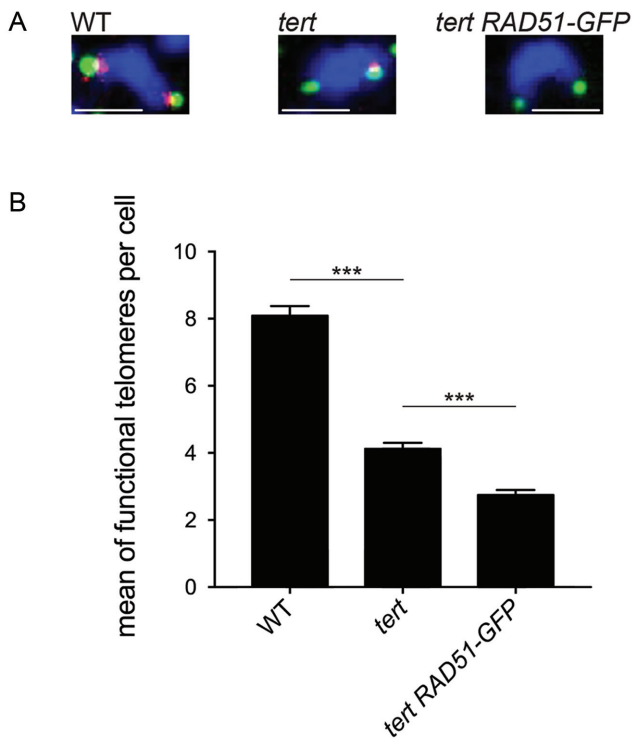 A
WT
tert
tert RAD51-GFP
B
mean of functional telomeres per cell
10
8
6
4
2
0
***
***
WT
tert
tert RAD51-GFP